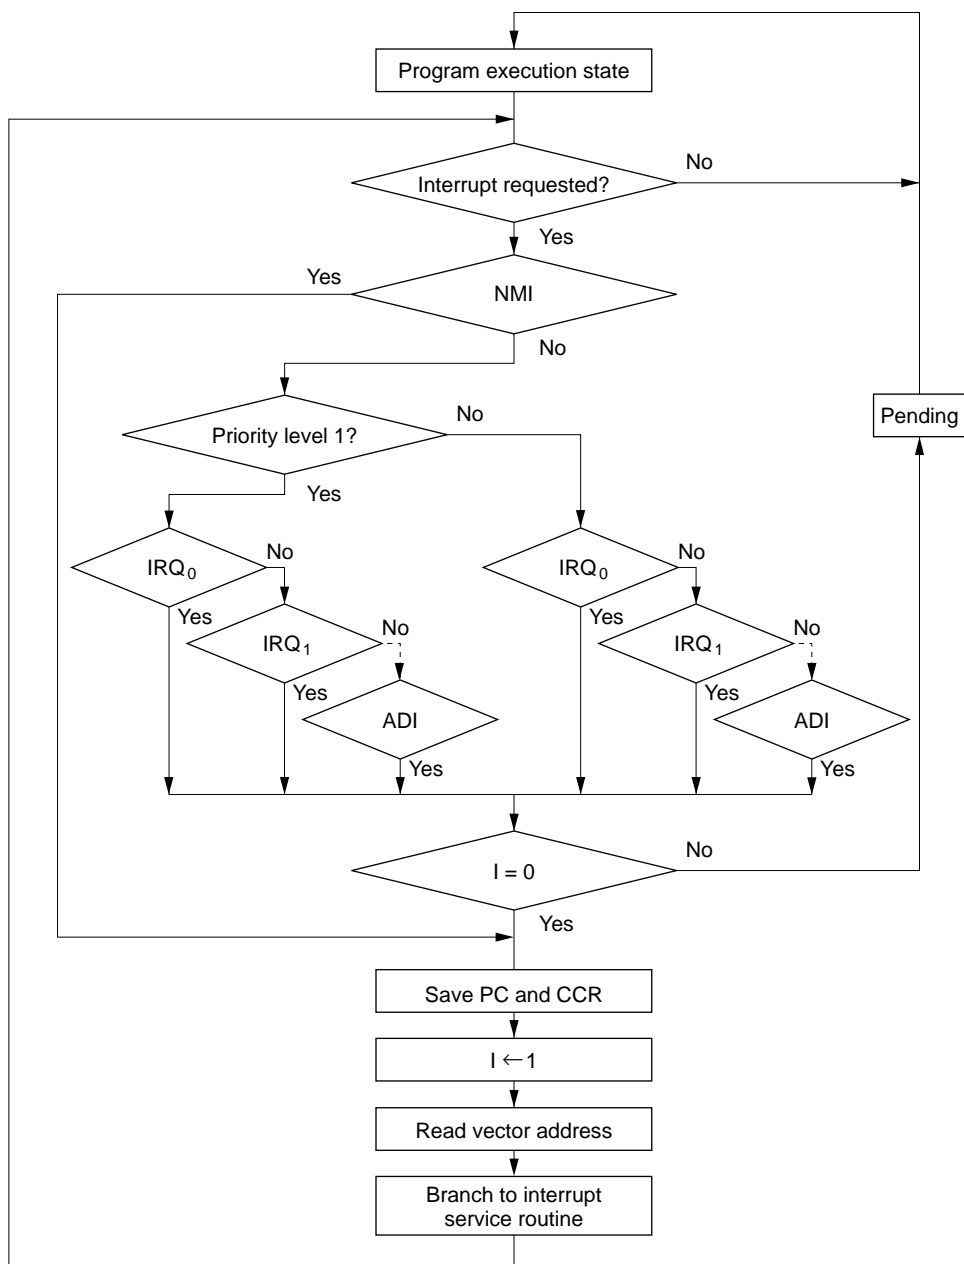 Program execution state
No
Interrupt requested?
Yes
Yes
NMI
No
No
Priority level 1?
Pending
Yes
No
No
IRQ0
IRQ0
Yes
No
Yes
No
IRQ1
IRQ1
Yes
Yes
ADI
ADI
Yes
Yes
No
I = 0
Yes
Save PC and CCR
I ← 1
Read vector address
Branch to interrupt
service routine